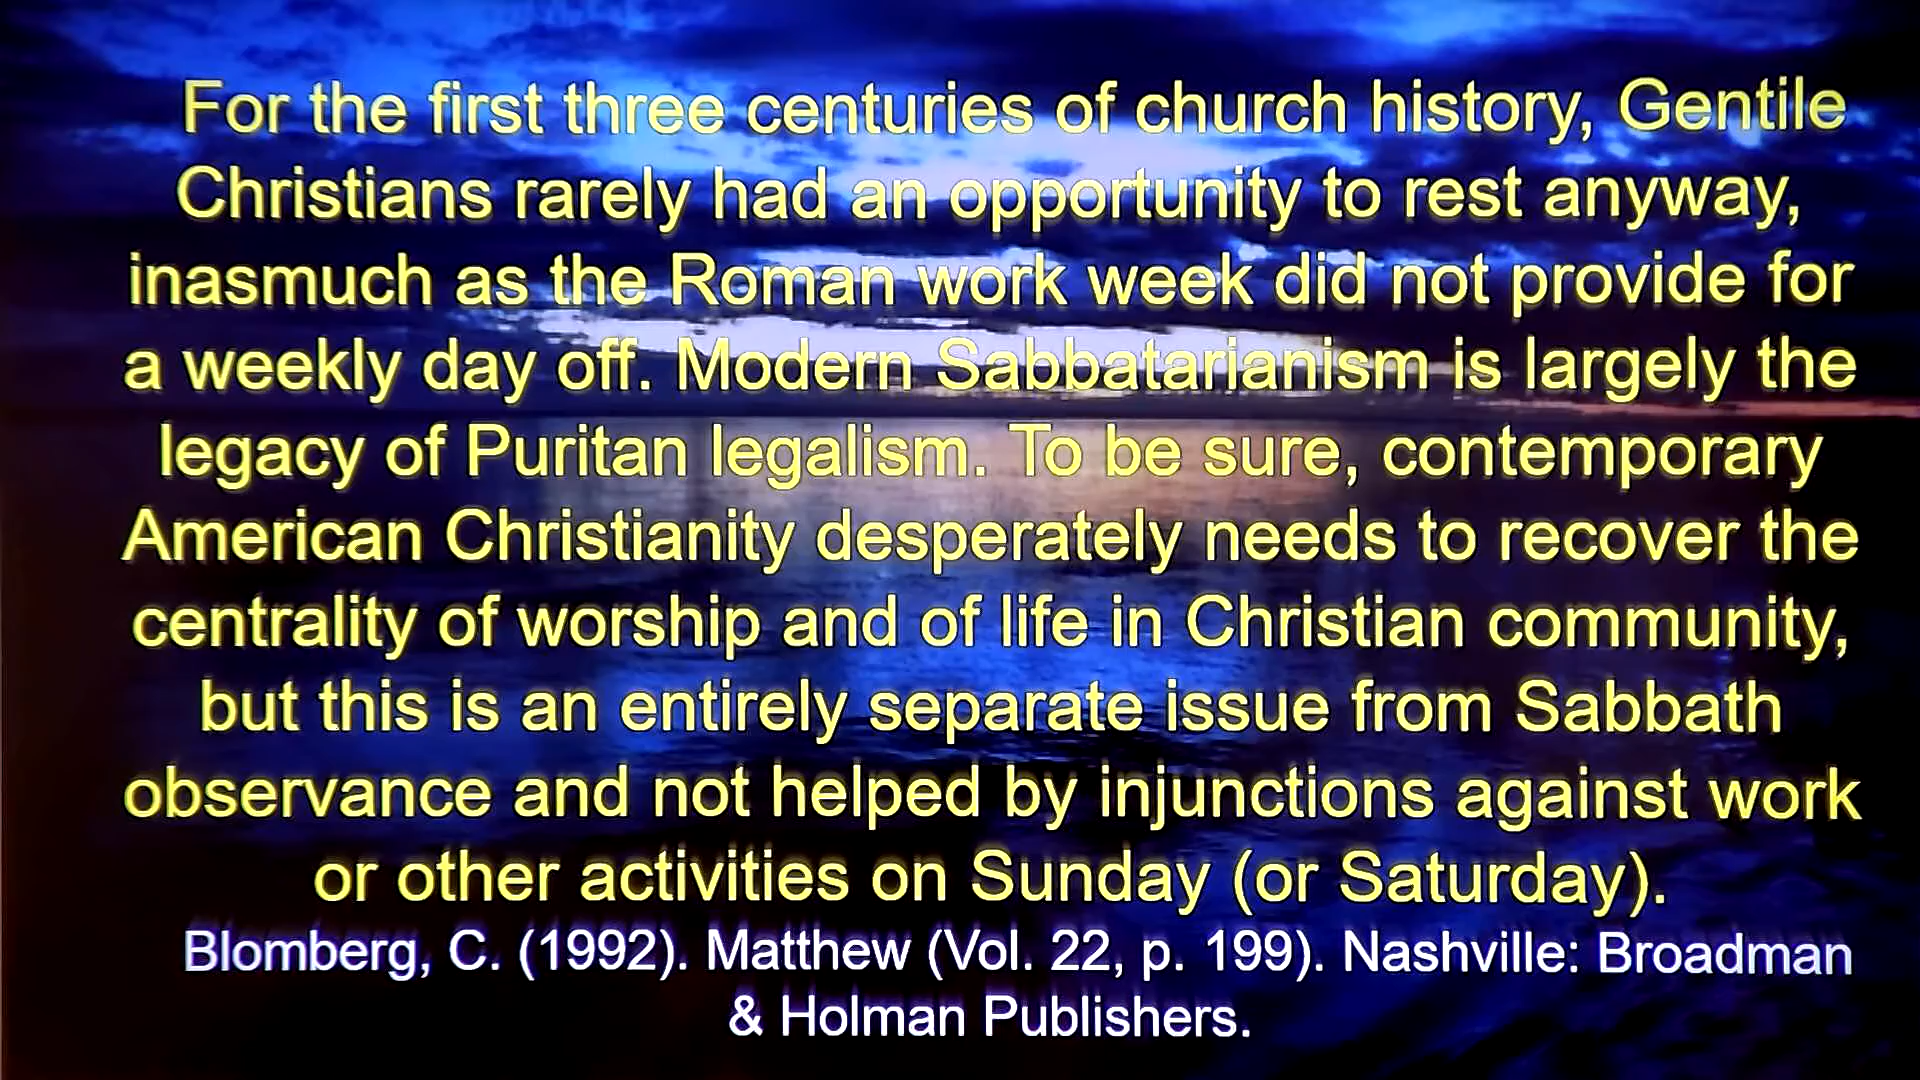 For the first three centuries of church history, Gentile
Christians rarely had an opportunity to rest anyway,
inasmuch as the Roman work week did not provide for
a weekly day off. Modern Sabbatarianism is largely the
legacy of Puritan legalism. To be sure, contemporary
American Christianity desperately needs to recover the
centrality of worship and of life in Christian community,
but this is an entirely separate issue from Sabbath
observance and not helped by injunctions against work
or other activities on Sunday (or Saturday).
Blomberg, C. (1992). Matthew (Vol. 22, p. 199). Nashville: Broadman
& Holman Publishers.